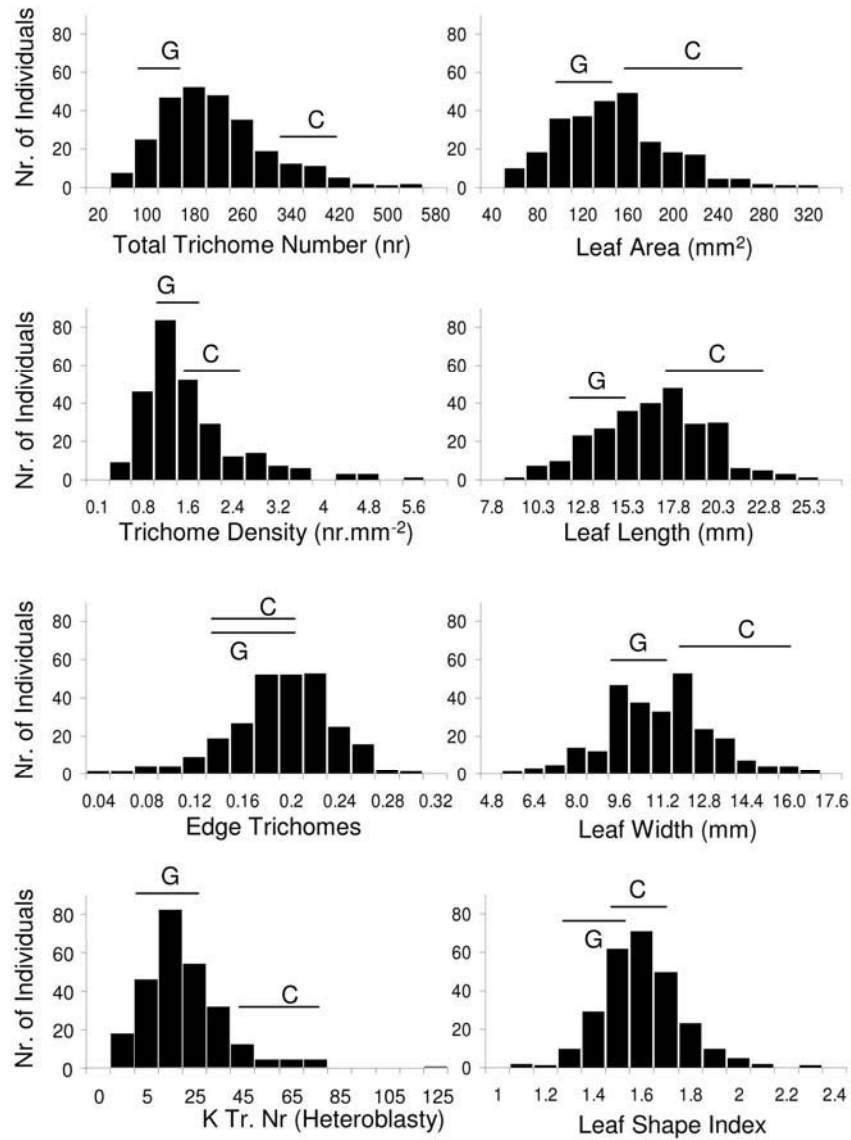 Nr. of Individuals
80
60
40
20
0
G
C
20 100 180 260 340 420 500 580
Total Trichome Number (nr)
80
60
40
20
0
G
C
40 80 120 160 200 240 280 320
Leaf Area (mm²)
Nr. of Individuals
80
60
40
20
0
G
C
0.1 0.8 1.6 2.4 3.2 4 4.8 5.6
Trichome Density (nr.mm⁻²)
80
60
40
20
0
G
C
7.8 10.3 12.8 15.3 17.8 20.3 22.8 25.3
Leaf Length (mm)
Nr. of Individuals
80
60
40
20
0
C
G
0.04 0.08 0.12 0.16 0.2 0.24 0.28 0.32
Edge Trichomes
80
60
40
20
0
G
C
4.8 6.4 8.0 9.6 11.2 12.8 14.4 16.0 17.6
Leaf Width (mm)
Nr. of Individuals
80
60
40
20
0
G
C
0 5 25 45 65 85 105 125
K Tr. Nr (Heteroblasty)
80
60
40
20
0
C
G
1 1.2 1.4 1.6 1.8 2 2.2 2.4
Leaf Shape Index